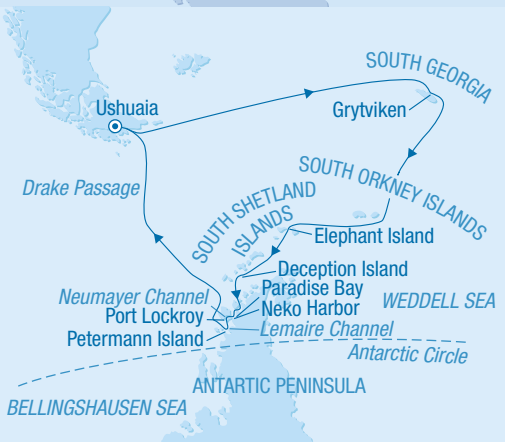 SOUTH GEORGIA
Ushuaia
Grytviken
Drake Passage
SOUTH ORKNEY ISLANDS
SOUTH SHETLAND
ISLANDS
Elephant Island
Deception Island
Paradise Bay
Neumayer Channel
Neko Harbor
WEDDELL SEA
Port Lockroy
Lemaire Channel
Petermann Island
Antarctic Circle
ANTARTIC PENINSULA
BELLINGSHAUSEN SEA